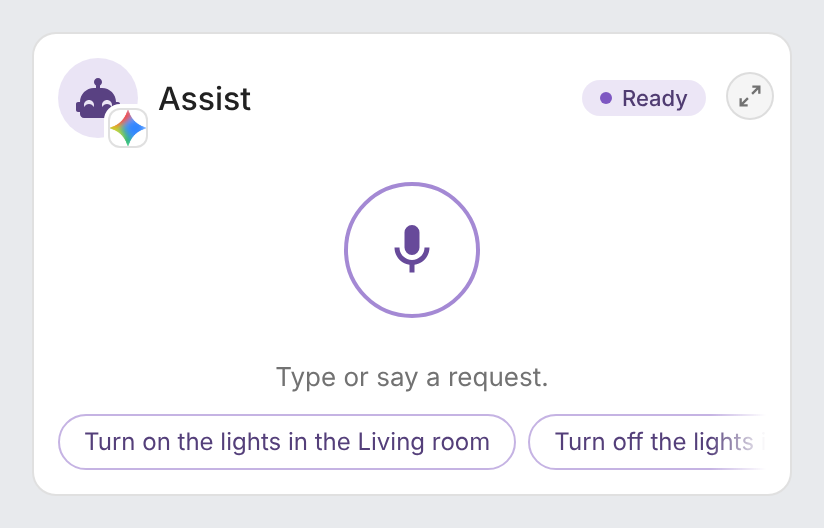 Assist
Ready
Type or say a request.
Turn on the lights in the Living room
Turn off the lights